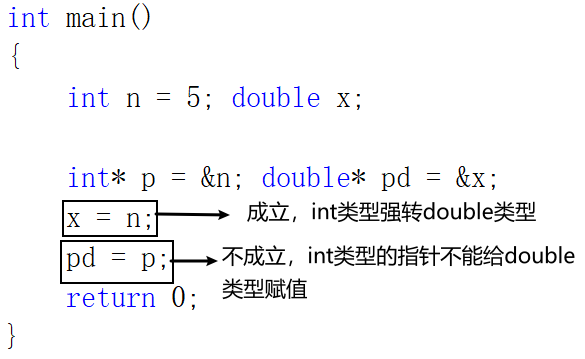 int main()
{
int n = 5; double x;
int* p = &n; double* pd = &x;
x = n;
成立，int类型强转double类型
pd = p;
不成立，int类型的指针不能给double
类型赋值
return 0;
}